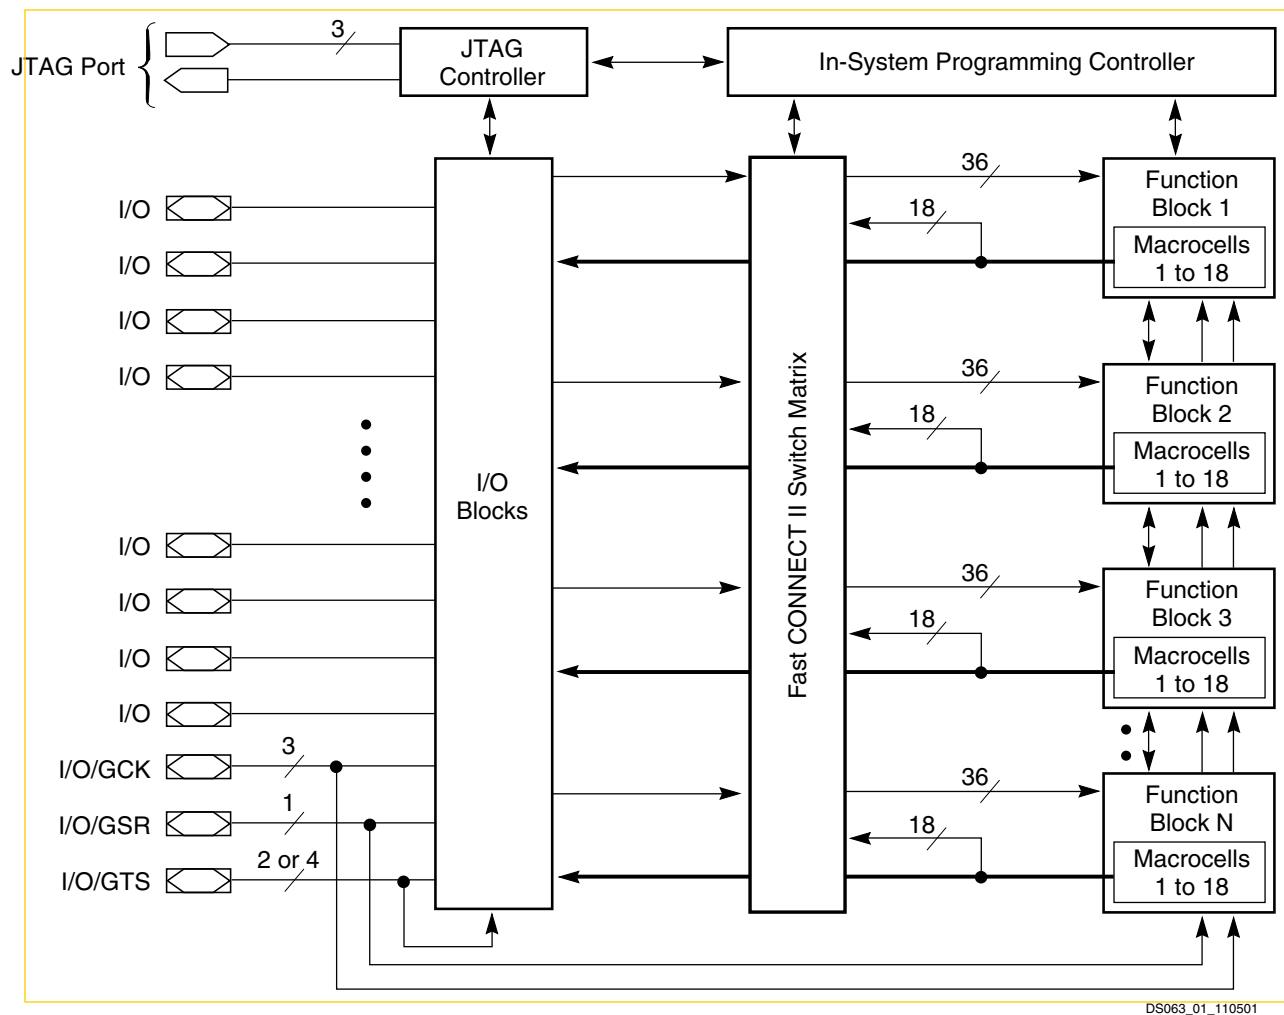 JTAG Port
3
JTAG
Controller
In-System Programming Controller
I/O
I/O
I/O
I/O
I/O
I/O
I/O
I/O
I/O/GCK
3
I/O/GSR
1
I/O/GTS
2 or 4
I/O
Blocks
Fast CONNECT II Switch Matrix
36
18
Function
Block 1
Macrocells
1 to 18
36
18
Function
Block 2
Macrocells
1 to 18
36
18
Function
Block 3
Macrocells
1 to 18
36
18
Function
Block N
Macrocells
1 to 18
DS063_01_110501